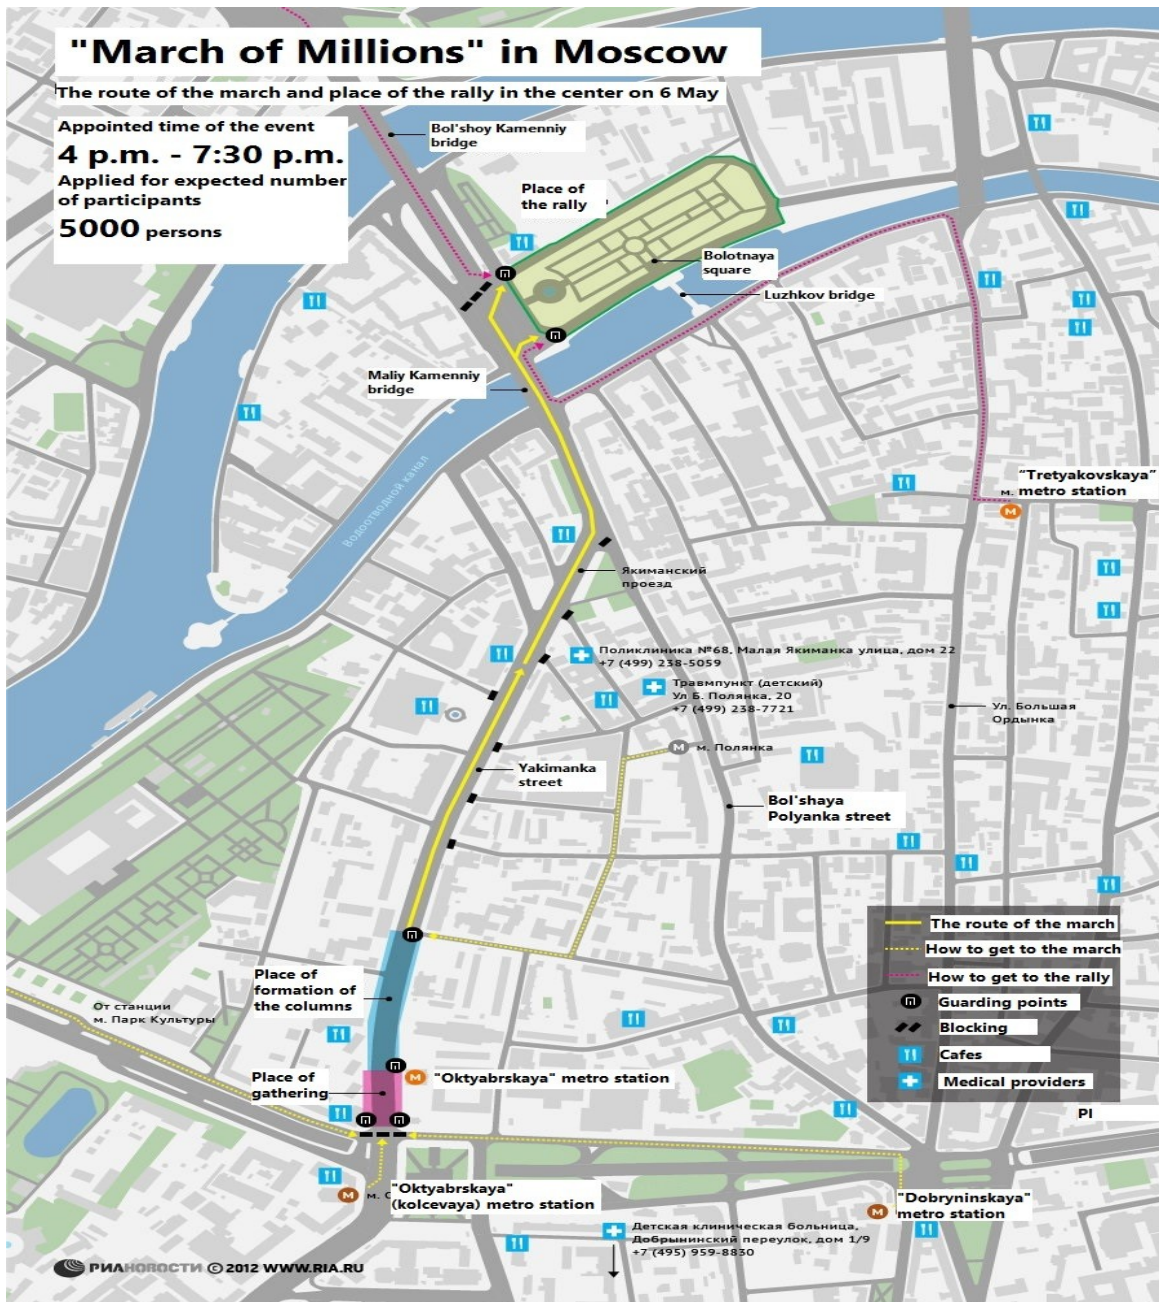 "March of Millions" in Moscow
The route of the march and place of the rally in the center on 6 May
Appointed time of the event
4 p.m. - 7:30 p.m.
Applied for expected number
of participants
5000 persons
Bol'shoy Kamenniy
bridge
Place of
the rally
Bolotnaya
square
Luzhkov bridge
Maliy Kamenniy
bridge
Водоотводной канал
"Tretyakovskaya"
м. metro station
М
Якиманский
проезд
Поликлиника №68, Малая Якиманка улица, дом 22
+7 (499) 238-5059
Травмпункт (детский)
Ул Б. Полянка, 20
+7 (499) 238-7721
Ул. Большая
Ордынка
М м. Полянка
Yakimanka
street
Bol'shaya
Polyanka street
The route of the march
How to get to the march
How to get to the rally
Guarding points
Blocking
Cafes
Medical providers
Place of
formation of
the columns
От станции
м. Парк Культуры
Place of
gathering
М "Oktyabrskaya" metro station
Pl
"Oktyabrskaya"
М м. (kolcevaya) metro station
"Dobryninskaya"
М metro station
Детская клиническая больница,
Добрынинский переулок, дом 1/9
+7 (495) 959-8830
РИАНОВОСТИ © 2012 WWW.RIA.RU